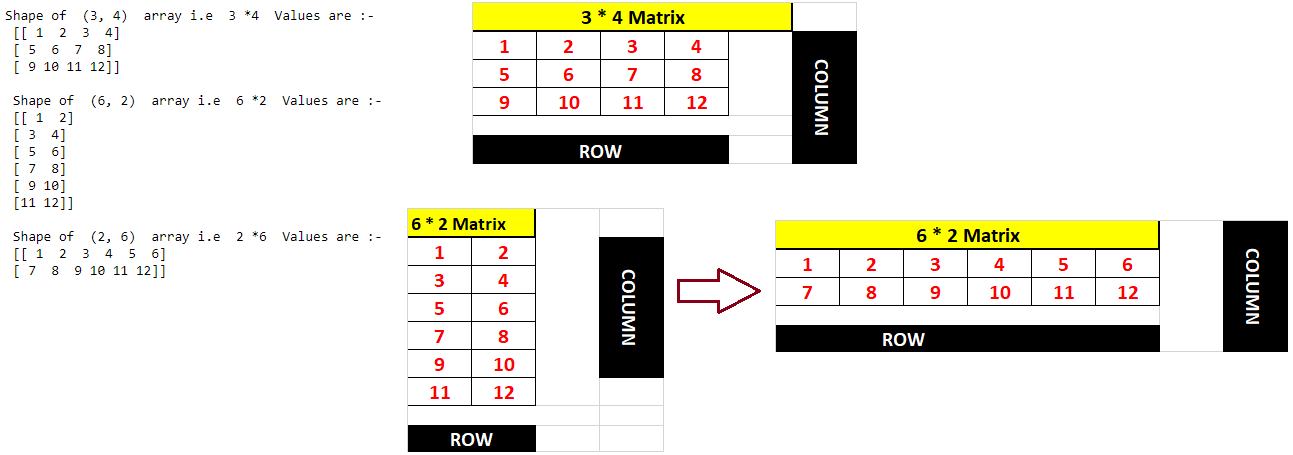 Shape of  (3, 4)  array i.e  3 *4  Values are :-
[[ 1  2  3  4]
[ 5  6  7  8]
[ 9 10 11 12]]
Shape of  (6, 2)  array i.e  6 *2  Values are :-
[[ 1  2]
[ 3  4]
[ 5  6]
[ 7  8]
[ 9 10]
[11 12]]
Shape of  (2, 6)  array i.e  2 *6  Values are :-
[[ 1  2  3  4  5  6]
[ 7  8  9 10 11 12]]
3 * 4 Matrix
1 2 3 4
5 6 7 8
9 10 11 12
ROW
COLUMN
6 * 2 Matrix
1 2
3 4
5 6
7 8
9 10
11 12
ROW
COLUMN
6 * 2 Matrix
1 2 3 4 5 6
7 8 9 10 11 12
ROW
COLUMN